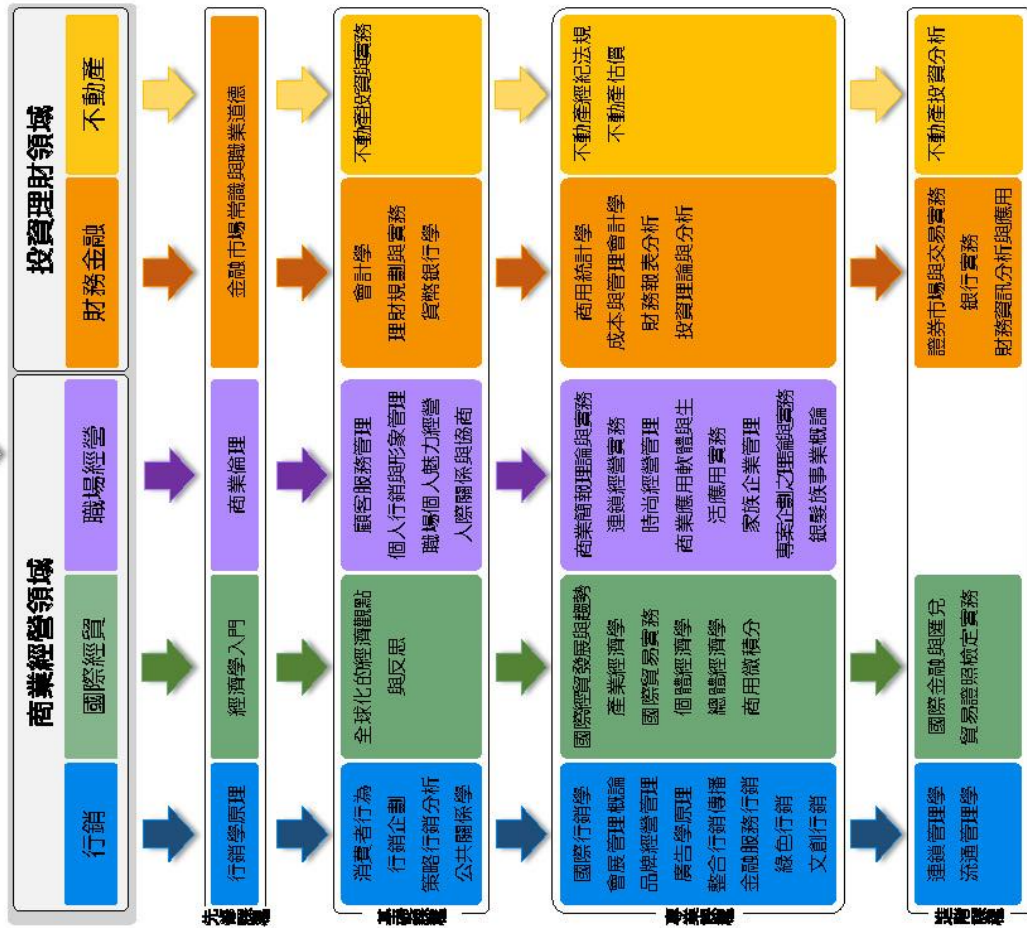 商業經營領域
投資理財領域
行銷
國際經貿
職場經營
財務金融
不動產
先修課程
行銷學原理
經濟學入門
商業倫理
金融市場常識與職業道德
基礎課程
消費者行為
行銷企劃
策略行銷分析
公共關係學
全球化的經濟觀點
與反思
顧客服務管理
個人行銷與形象管理
職場個人魅力經營
人際關係與協商
會計學
理財規劃與實務
貨幣銀行學
不動產投資與實務
專業課程
國際行銷學
會展管理概論
品牌經營管理
廣告學原理
整合行銷傳播
金融服務行銷
綠色行銷
文創行銷
國際經貿發展與趨勢
產業經濟學
國際貿易實務
個體經濟學
總體經濟學
商用微積分
商業簡報理論與實務
連鎖經營實務
時尚經營管理
商業應用軟體與生
活應用實務
家族企業管理
專案企劃之理論與實務
銀髮族事業概論
商用統計學
成本與管理會計學
財務報表分析
投資理論與分析
不動產經紀法規
不動產估價
進階課程
連鎖管理學
流通管理學
國際金融與匯兌
貿易證照檢定實務
證券市場與交易實務
銀行實務
財務資訊分析與應用
不動產投資分析